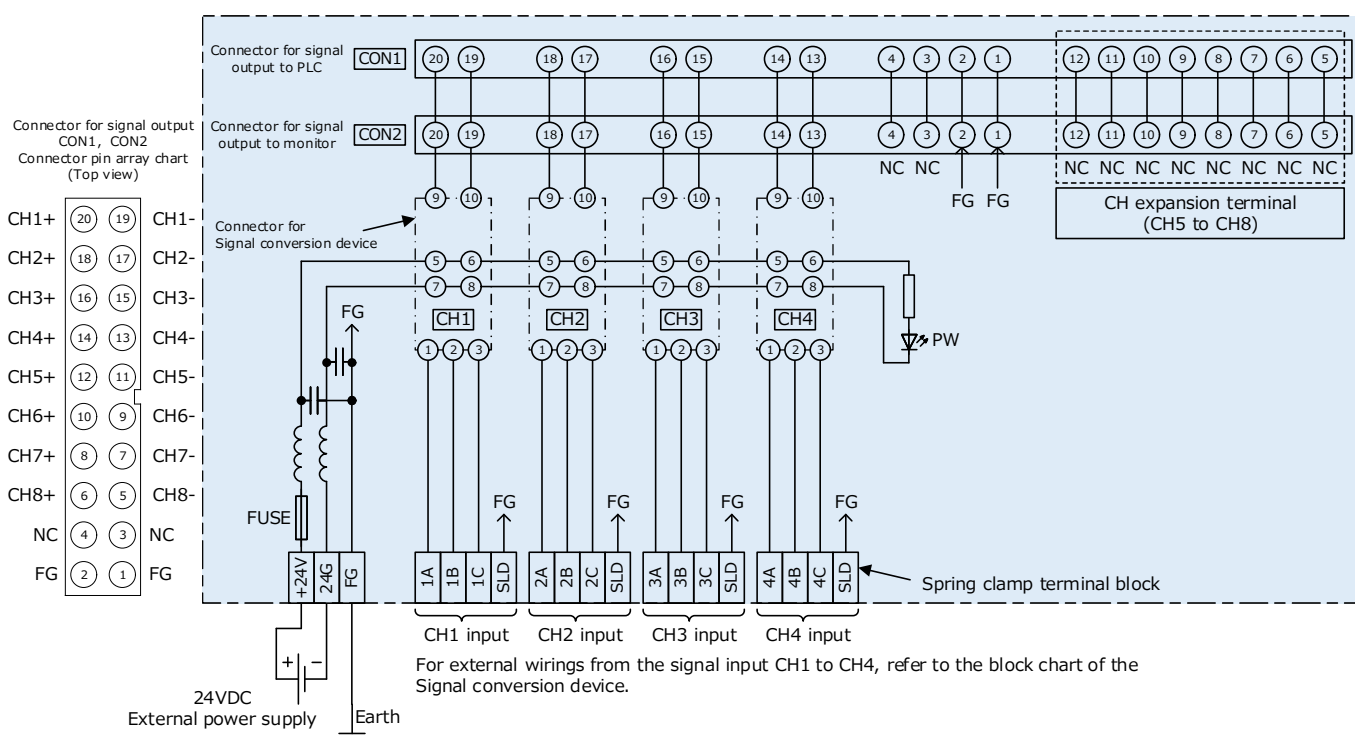 Connector for signal output to PLC
CON1
20 19 18 17 16 15 14 13 4 3 2 1 12 11 10 9 8 7 6 5
Connector for signal output to monitor
CON2
20 19 18 17 16 15 14 13 4 3 2 1 12 11 10 9 8 7 6 5
NC NC FG FG NC NC NC NC NC NC NC NC
CH expansion terminal
(CH5 to CH8)
Connector for signal output
CON1, CON2
Connector pin array chart
(Top view)
CH1+ 20 19 CH1-
CH2+ 18 17 CH2-
CH3+ 16 15 CH3-
CH4+ 14 13 CH4-
CH5+ 12 11 CH5-
CH6+ 10 9 CH6-
CH7+ 8 7 CH7-
CH8+ 6 5 CH8-
NC 4 3 NC
FG 2 1 FG
Connector for
Signal conversion device
9 10 9 10 9 10 9 10
5 6 5 6 5 6 5 6
7 8 7 8 7 8 7 8
CH1 CH2 CH3 CH4
1 2 3 1 2 3 1 2 3 1 2 3
PW
FG
FUSE
FG FG FG FG
+24V 24G FG
1A 1B 1C SLD
2A 2B 2C SLD
3A 3B 3C SLD
4A 4B 4C SLD
Spring clamp terminal block
CH1 input CH2 input CH3 input CH4 input
For external wirings from the signal input CH1 to CH4, refer to the block chart of the
Signal conversion device.
+ −
24VDC
External power supply
Earth